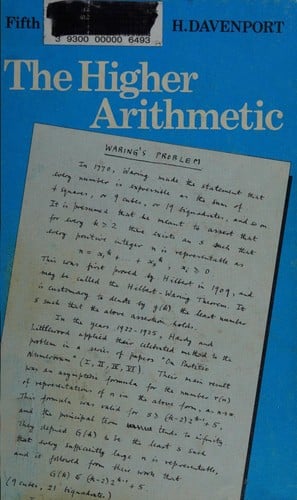 Fifth
H. DAVENPORT
3 9300 00000 6493
The Higher
Arithmetic
WARING'S PROBLEM
In 1770, Waring made the statement that
every number is expressible as the sum of
4 squares, or 9 cubes, or 19 biquadrates, and so on
It is presumed that he meant to assert that
for every k ≥ 2 there exists an s such that
every positive integer n is representable as
n = x₁ᵏ + ... + xₛᵏ, xᵢ ≥ 0
This was first proved by Hilbert in 1909, and
may be called the Hilbert-Waring Theorem. It
is customary to denote by g(k) the least number
s such that the above assertion holds.
In the years 1922-1925, Hardy and
Littlewood applied their celebrated method to the
problem in a series of papers "On Partitio
Numerorum" (I, II, IV, VI) Their main result
was an asymptotic formula for the number r(n)
of representations of n in the above form, as n→∞
This formula was valid for s ≥ (k-2)2ᵏ⁻¹ + 5,
and the principal term tends to infinity
They defined G(k) to be the least s such
that every sufficiently large n is representable,
and it followed from their work that
G(k) ≤ (k-2)2ᵏ⁻¹ + 5,
(9 cubes, 21 biquadrates)